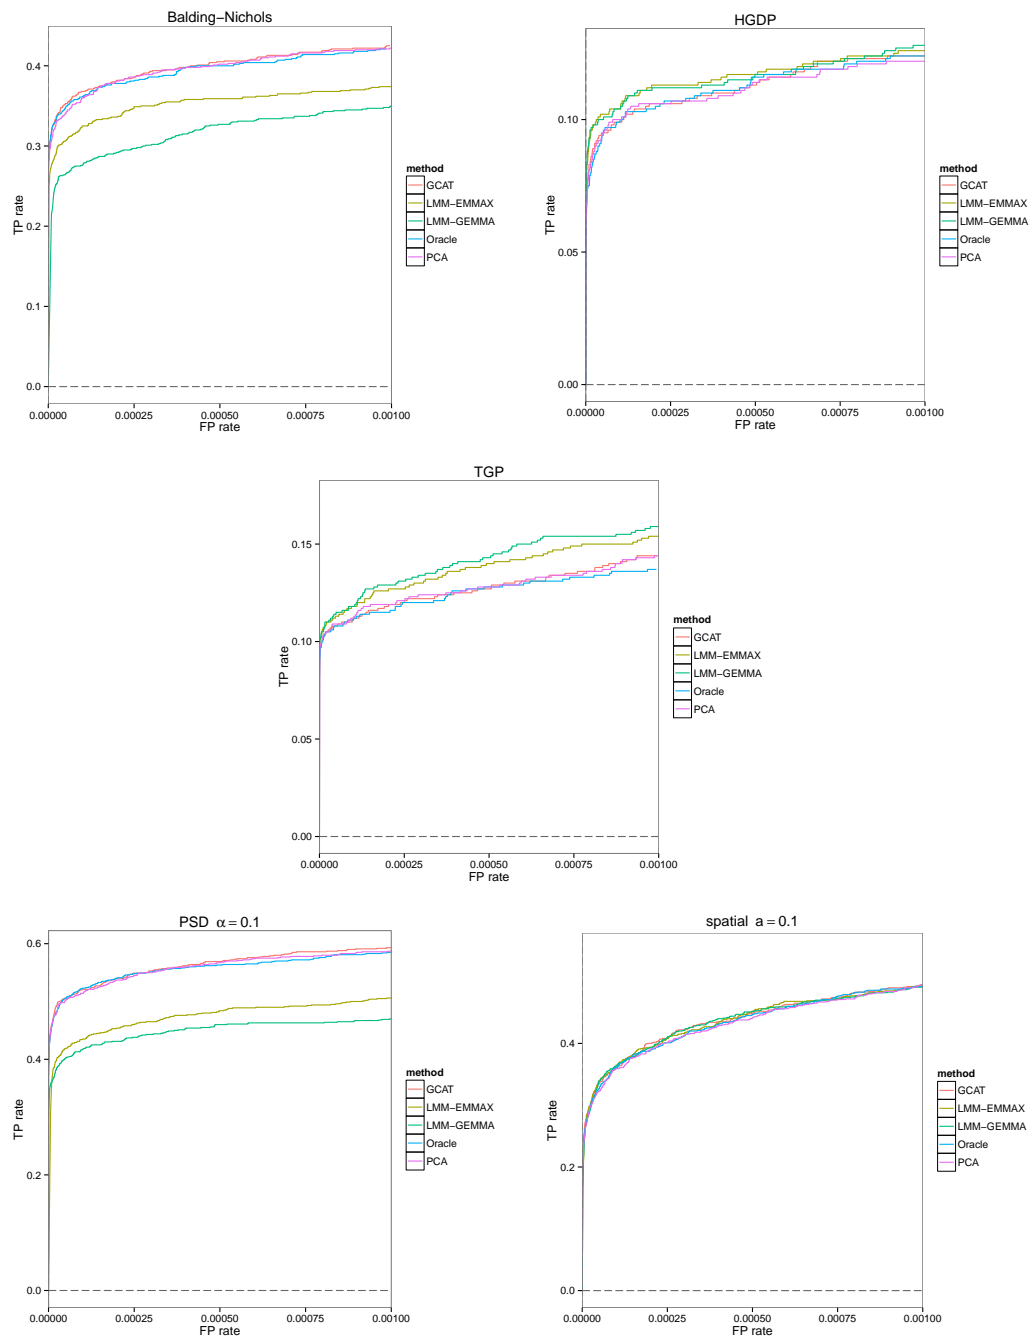 Balding−Nichols
TP rate
0.4
0.3
0.2
0.1
0.0
0.00000 0.00025 0.00050 0.00075 0.00100
FP rate
method
GCAT
LMM−EMMAX
LMM−GEMMA
Oracle
PCA
HGDP
TP rate
0.10
0.05
0.00
0.00000 0.00025 0.00050 0.00075 0.00100
FP rate
method
GCAT
LMM−EMMAX
LMM−GEMMA
Oracle
PCA
TGP
TP rate
0.15
0.10
0.05
0.00
0.00000 0.00025 0.00050 0.00075 0.00100
FP rate
method
GCAT
LMM−EMMAX
LMM−GEMMA
Oracle
PCA
PSD α = 0.1
TP rate
0.6
0.4
0.2
0.0
0.00000 0.00025 0.00050 0.00075 0.00100
FP rate
method
GCAT
LMM−EMMAX
LMM−GEMMA
Oracle
PCA
spatial a = 0.1
TP rate
0.4
0.2
0.0
0.00000 0.00025 0.00050 0.00075 0.00100
FP rate
method
GCAT
LMM−EMMAX
LMM−GEMMA
Oracle
PCA